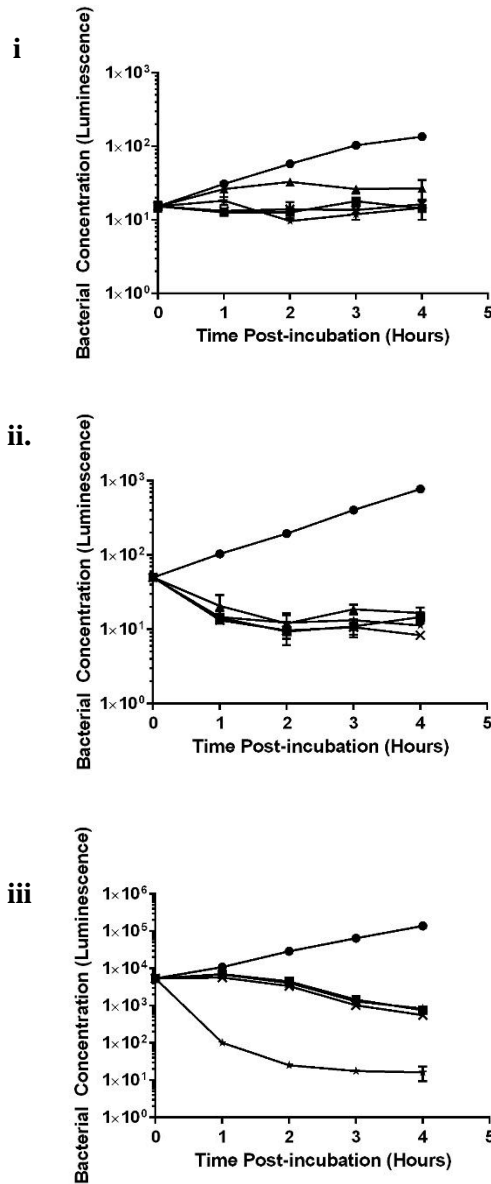 i
Bacterial Concentration (Luminescence)
1×10³
1×10²
1×10¹
1×10⁰
0 1 2 3 4 5
Time Post-incubation (Hours)
ii.
Bacterial Concentration (Luminescence)
1×10³
1×10²
1×10¹
1×10⁰
0 1 2 3 4 5
Time Post-incubation (Hours)
iii
Bacterial Concentration (Luminescence)
1×10⁶
1×10⁵
1×10⁴
1×10³
1×10²
1×10¹
1×10⁰
0 1 2 3 4 5
Time Post-incubation (Hours)